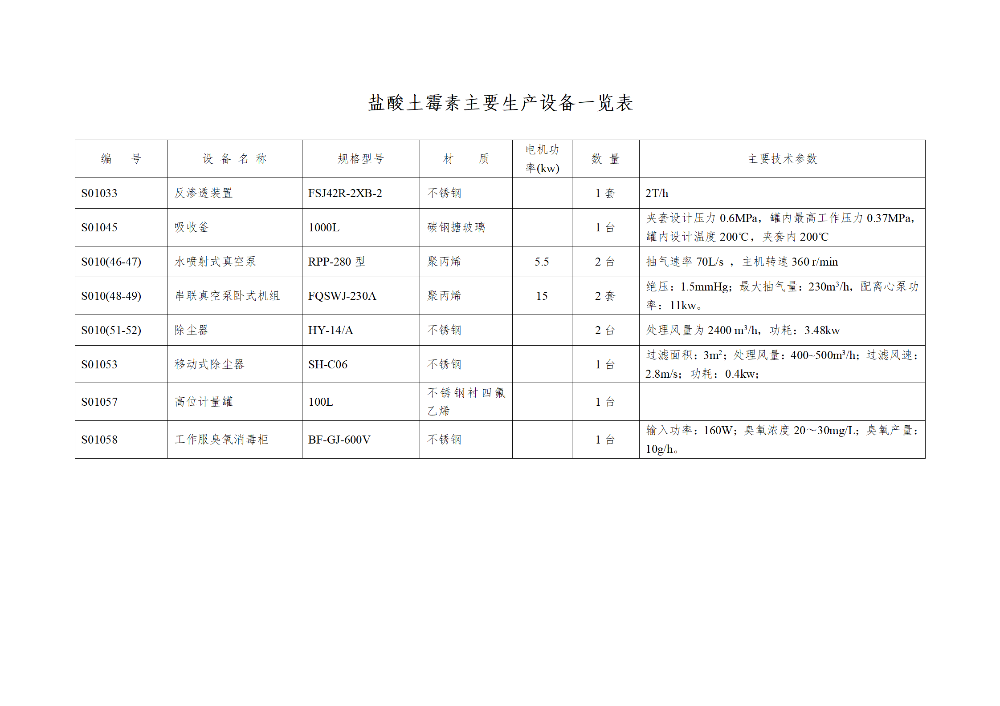 盐酸土霉素主要生产设备一览表
编 号 设 备 名 称 规格型号 材 质 电机功率(kw) 数 量 主要技术参数
S01033 反渗透装置 FSJ42R-2XB-2 不锈钢 1 套 2T/h
S01045 吸收釜 1000L 碳钢搪玻璃 1 台 夹套设计压力 0.6MPa，罐内最高工作压力 0.37MPa，
罐内设计温度 200℃，夹套内 200℃
S010(46-47) 水喷射式真空泵 RPP-280 型 聚丙烯 5.5 2 台 抽气速率 70L/s ，主机转速 360 r/min
S010(48-49) 串联真空泵卧式机组 FQSWJ-230A 聚丙烯 15 2 套 绝压：1.5mmHg；最大抽气量：230m³/h，配离心泵功
率：11kw。
S010(51-52) 除尘器 HY-14/A 不锈钢 2 台 处理风量为 2400 m³/h，功耗：3.48kw
S01053 移动式除尘器 SH-C06 不锈钢 1 台 过滤面积：3m²；处理风量：400~500m³/h；过滤风速：
2.8m/s；功耗：0.4kw；
S01057 高位计量罐 100L 不锈钢衬四氟乙烯 1 台
S01058 工作服臭氧消毒柜 BF-GJ-600V 不锈钢 1 台 输入功率：160W；臭氧浓度 20～30mg/L；臭氧产量：
10g/h。